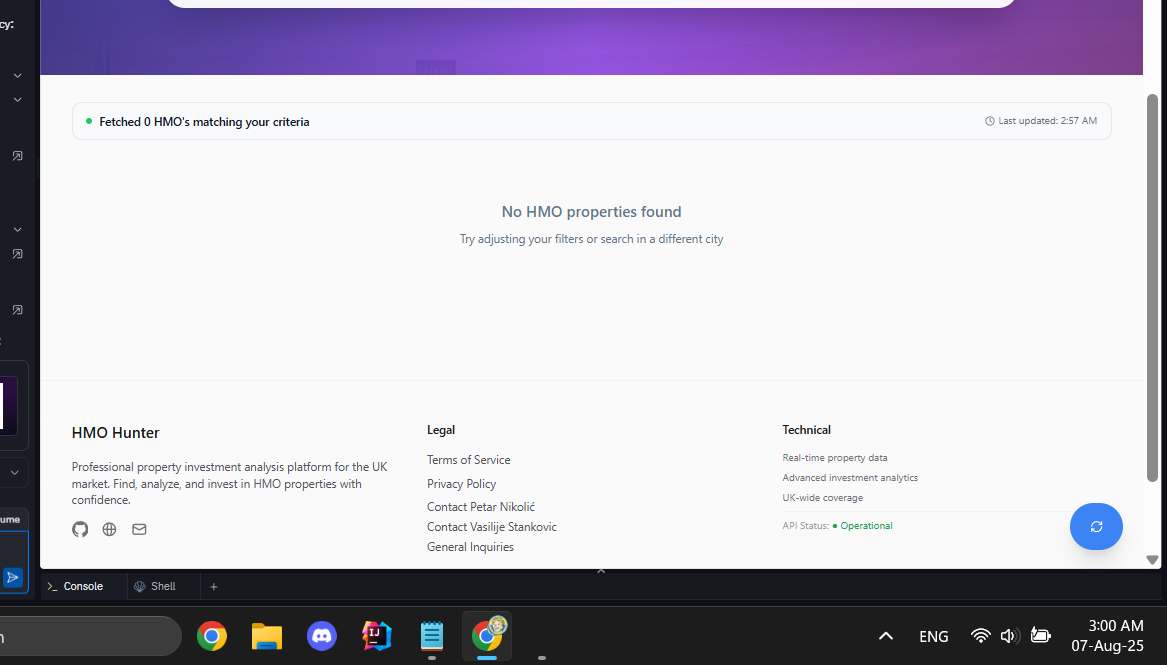 cy:
Fetched 0 HMO's matching your criteria
Last updated: 2:57 AM
No HMO properties found
Try adjusting your filters or search in a different city
HMO Hunter
Professional property investment analysis platform for the UK
market. Find, analyze, and invest in HMO properties with
confidence.
Legal
Terms of Service
Privacy Policy
Contact Petar Nikolić
Contact Vasilije Stankovic
General Inquiries
Technical
Real-time property data
Advanced investment analytics
UK-wide coverage
API Status: ● Operational
ume
Console
Shell
IJ
ENG
3:00 AM
07-Aug-25